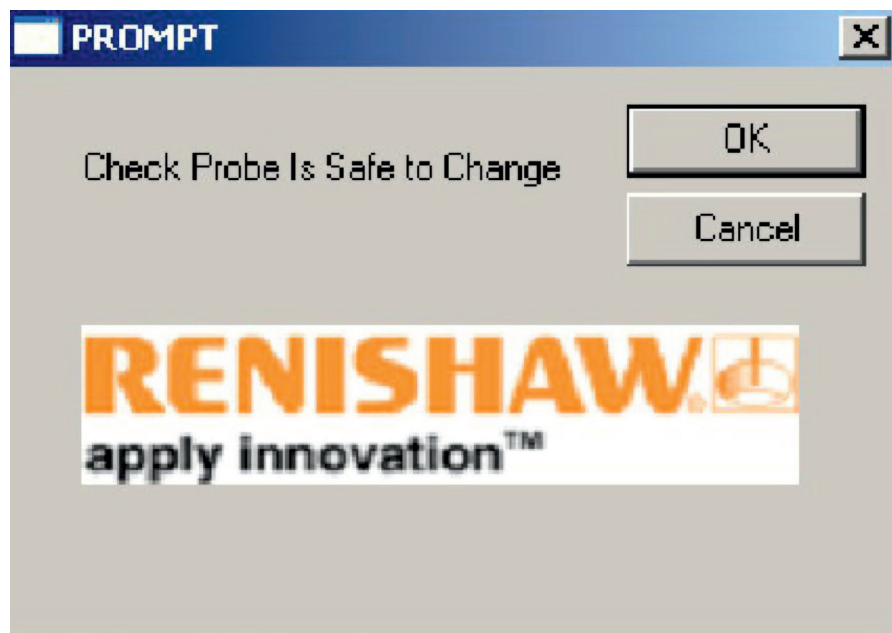 PROMPT
Check Probe Is Safe to Change
OK
Cancel
RENISHAW®
apply innovation™